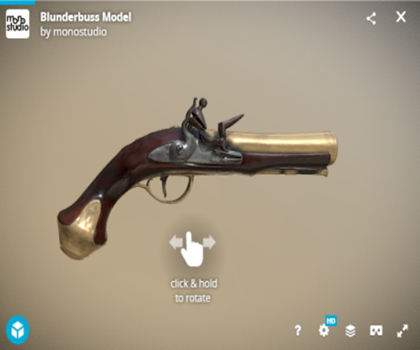 mono
studio
Blunderbuss Model
by monostudio
click & hold
to rotate
?
HD